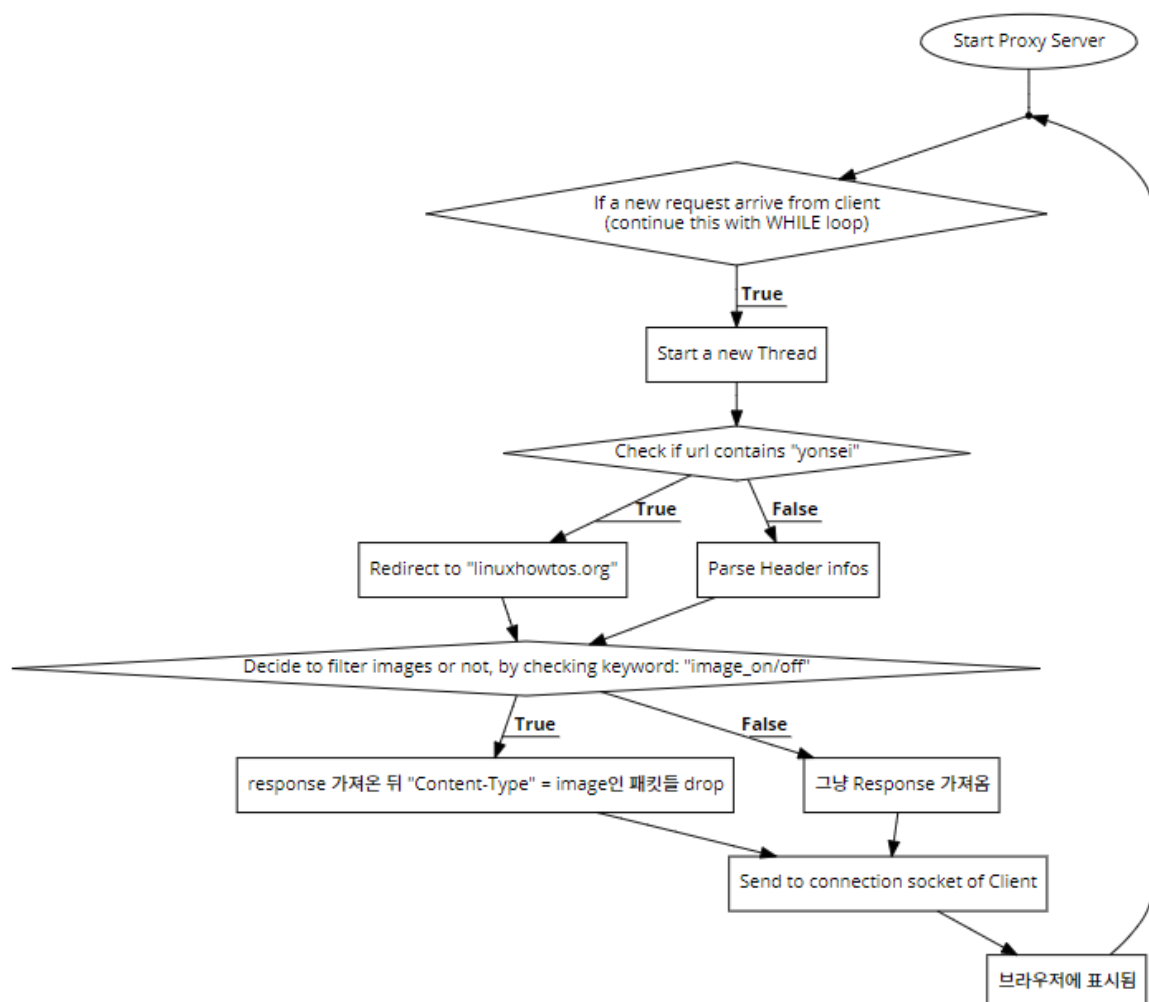 Start Proxy Server
If a new request arrive from client
(continue this with WHILE loop)
True
Start a new Thread
Check if url contains "yonsei"
True
False
Redirect to "linuxhowtos.org"
Parse Header infos
Decide to filter images or not, by checking keyword: "image_on/off"
True
False
response 가져온 뒤 "Content-Type" = image인 패킷들 drop
그냥 Response 가져옴
Send to connection socket of Client
브라우저에 표시됨